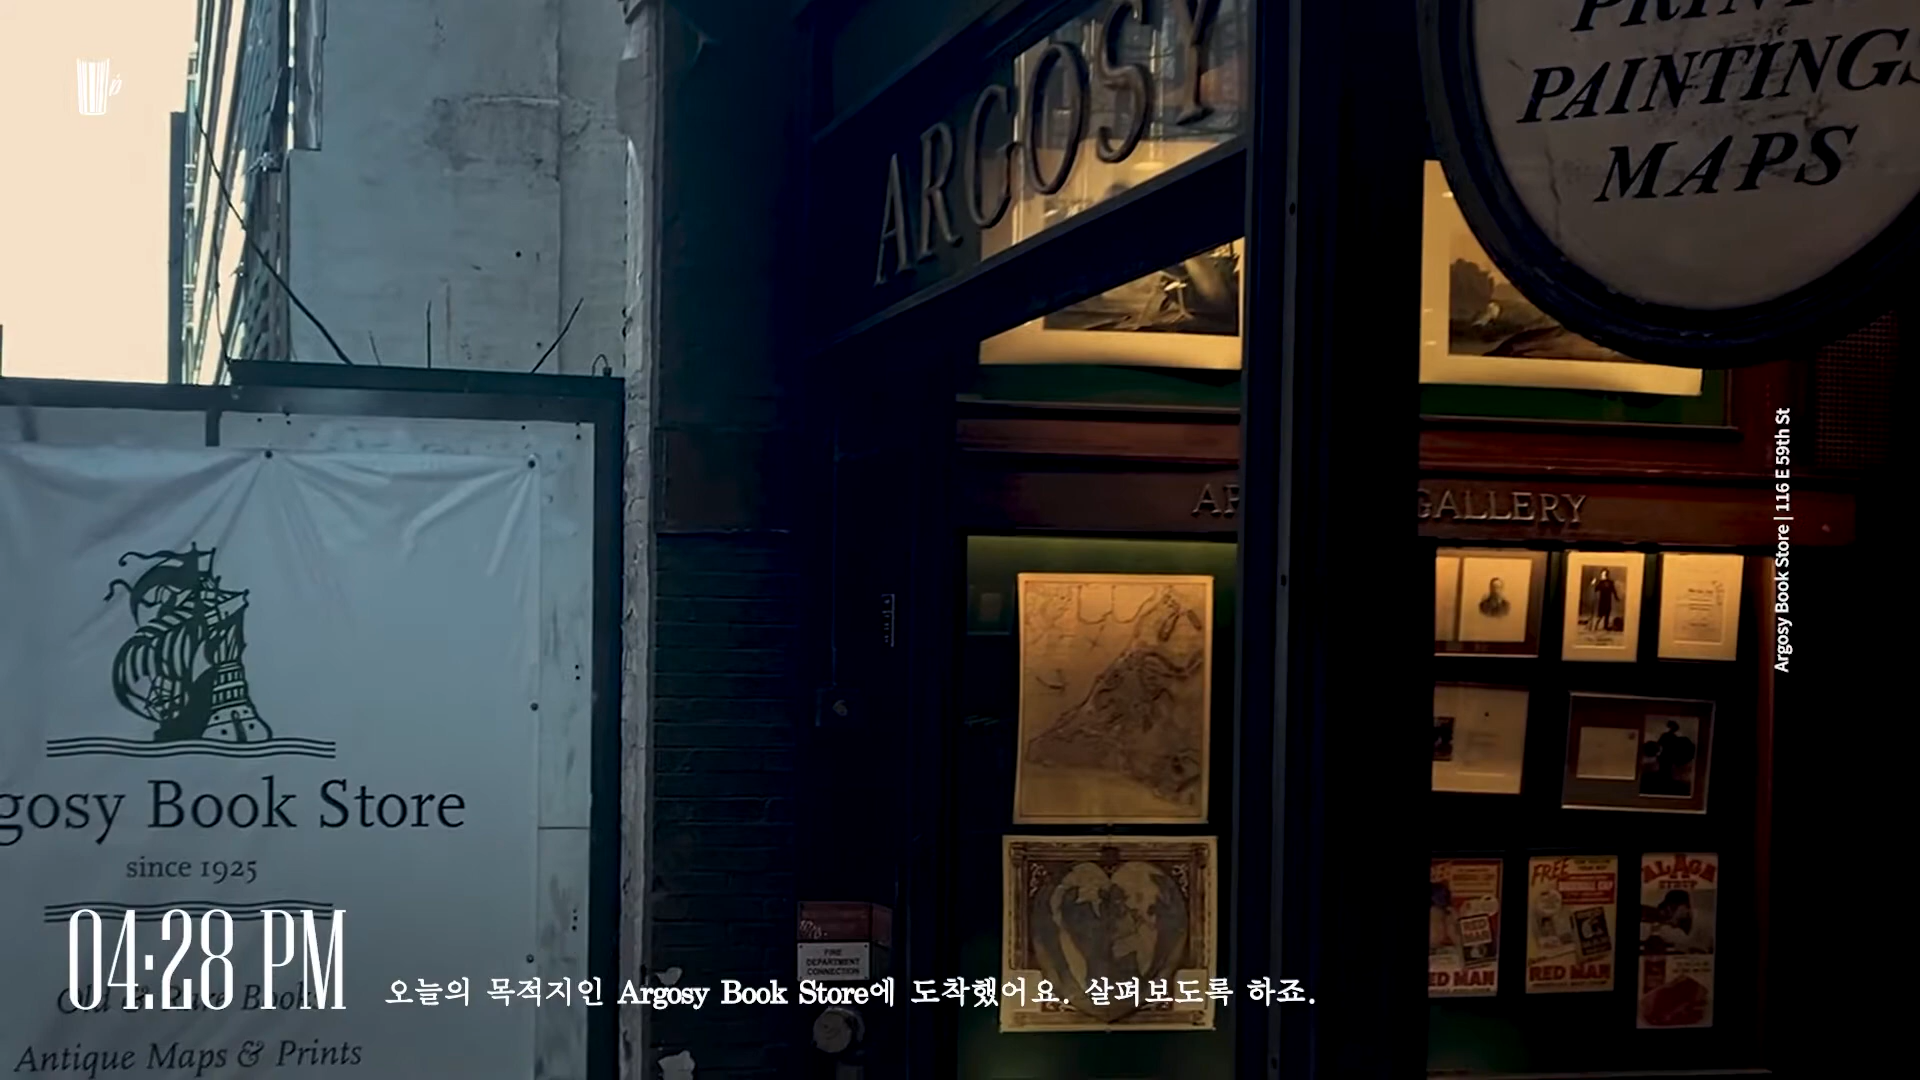 ARGOSY
PAINTINGS
MAPS
GALLERY
Argosy Book Store | 116 E 59th St
Book Store
since 1925
04:28 PM
오늘의 목적지인 Argosy Book Store에 도착했어요. 살펴보도록 하죠.
Antique Maps & Prints
FIRE
DEPARTMENT
CONNECTION
FREE
RED MAN
RED MAN